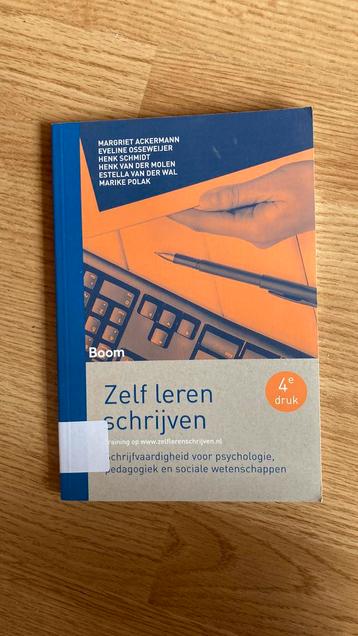 MARGRIET ACKERMANN
EVELINE OSSEWEIJER
HENK SCHMIDT
HENK VAN DER MOLEN
ESTELLA VAN DER WAL
MARIKE POLAK
Boom
4e
druk
Zelf leren
schrijven
training op www.zelflerenschrijven.nl
Schrijfvaardigheid voor psychologie,
pedagogiek en sociale wetenschappen